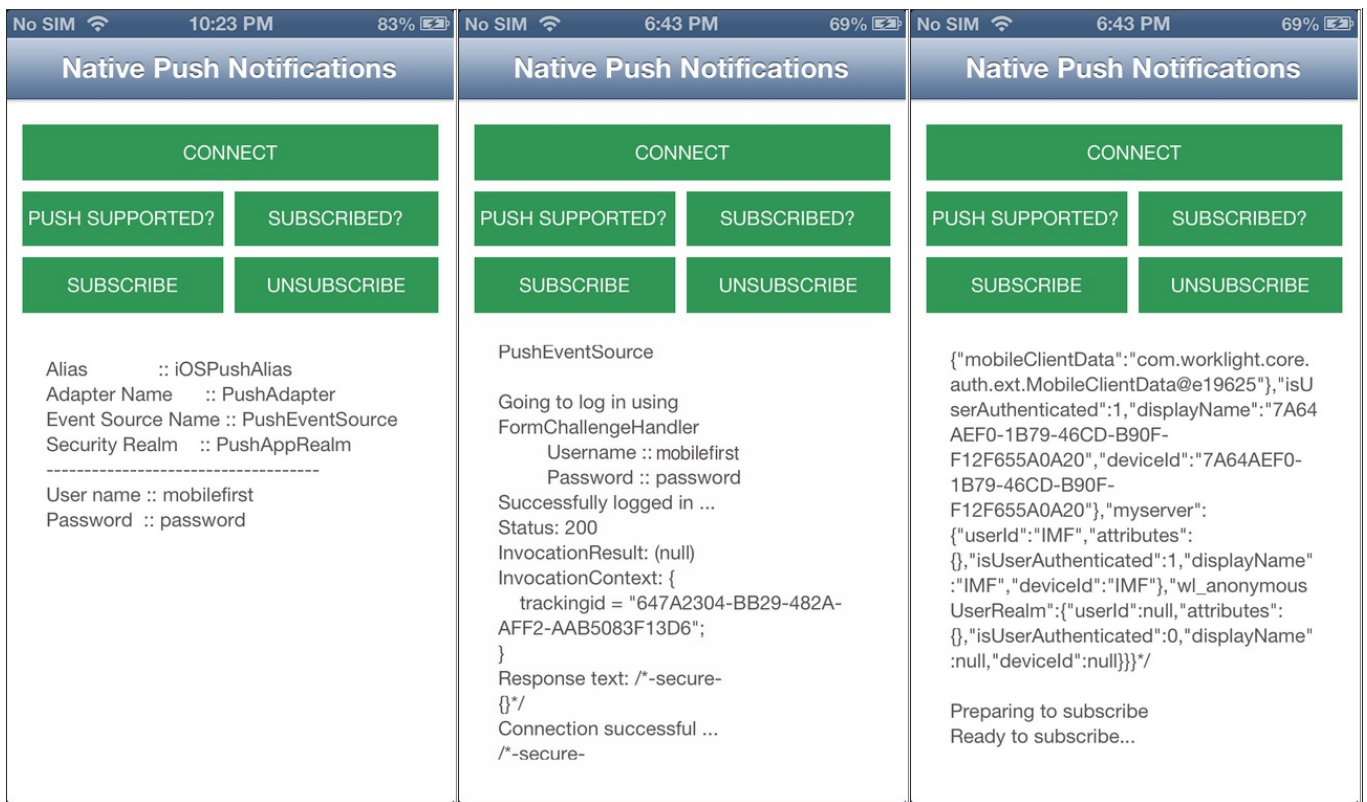 No SIM 10:23 PM 83%
Native Push Notifications
CONNECT
PUSH SUPPORTED? SUBSCRIBED?
SUBSCRIBE UNSUBSCRIBE
Alias :: iOSPushAlias
Adapter Name :: PushAdapter
Event Source Name :: PushEventSource
Security Realm :: PushAppRealm
------------------------------------
User name :: mobilefirst
Password :: password
No SIM 6:43 PM 69%
Native Push Notifications
CONNECT
PUSH SUPPORTED? SUBSCRIBED?
SUBSCRIBE UNSUBSCRIBE
PushEventSource
Going to log in using
FormChallengeHandler
Username :: mobilefirst
Password :: password
Successfully logged in ...
Status: 200
InvocationResult: (null)
InvocationContext: {
trackingid = "647A2304-BB29-482A-
AFF2-AAB5083F13D6";
}
Response text: /*-secure-
{}*/
Connection successful ...
/*-secure-
No SIM 6:43 PM 69%
Native Push Notifications
CONNECT
PUSH SUPPORTED? SUBSCRIBED?
SUBSCRIBE UNSUBSCRIBE
{"mobileClientData":"com.worklight.core.
auth.ext.MobileClientData@e19625"},"isU
serAuthenticated":1,"displayName":"7A64
AEF0-1B79-46CD-B90F-
F12F655A0A20","deviceId":"7A64AEF0-
1B79-46CD-B90F-
F12F655A0A20"},"myserver":
{"userId":"IMF","attributes":
{},"isUserAuthenticated":1,"displayName"
:"IMF","deviceId":"IMF"},"wl_anonymous
UserRealm":{"userId":null,"attributes":
{},"isUserAuthenticated":0,"displayName"
:null,"deviceId":null}}}*/
Preparing to subscribe
Ready to subscribe...